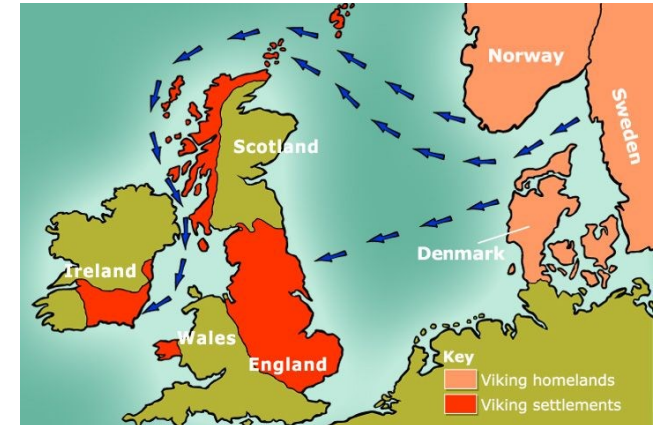 Norway
Sweden
Scotland
Denmark
Ireland
Wales
England
Key
Viking homelands
Viking settlements